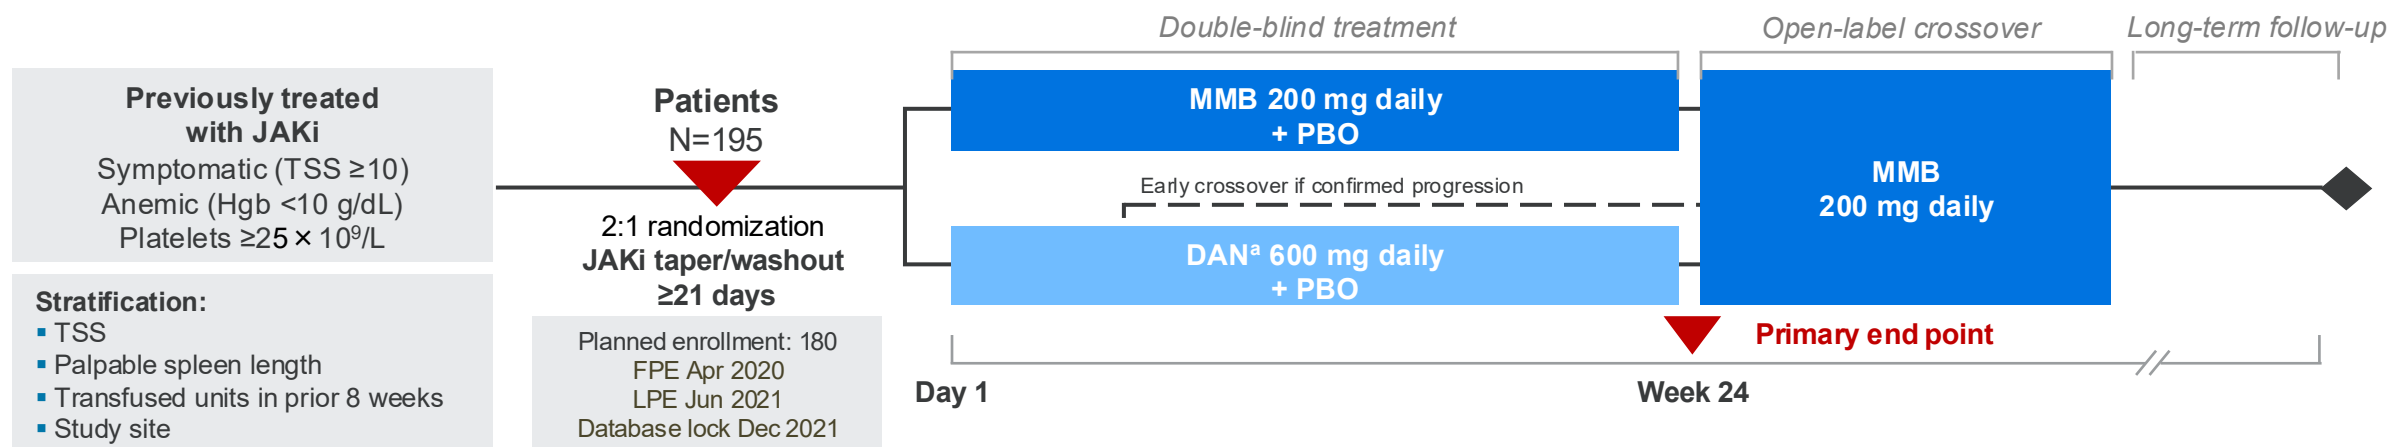 Double-blind treatment
Open-label crossover
Long-term follow-up
Previously treated
with JAKi
Symptomatic (TSS ≥10)
Anemic (Hgb <10 g/dL)
Platelets ≥25 × 10⁹/L
Stratification:
▪ TSS
▪ Palpable spleen length
▪ Transfused units in prior 8 weeks
▪ Study site
Patients
N=195
2:1 randomization
JAKi taper/washout
≥21 days
Planned enrollment: 180
FPE Apr 2020
LPE Jun 2021
Database lock Dec 2021
MMB 200 mg daily
+ PBO
Early crossover if confirmed progression
DANᵃ 600 mg daily
+ PBO
MMB
200 mg daily
Primary end point
Day 1
Week 24